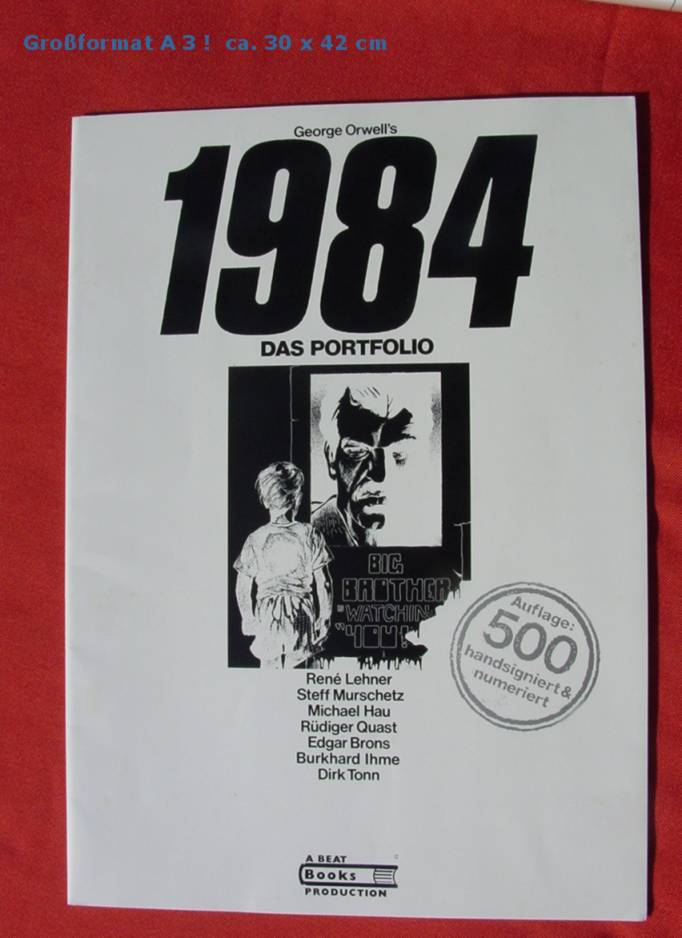 Großformat A 3 ! ca. 30 x 42 cm
George Orwell's
1984
DAS PORTFOLIO
BIG
BROTHER
WATCHIN
YOU!
Auflage:
500
handsigniert &
numeriert
René Lehner
Steff Murschetz
Michael Hau
Rüdiger Quast
Edgar Brons
Burkhard Ihme
Dirk Tonn
A BEAT
Books
PRODUCTION